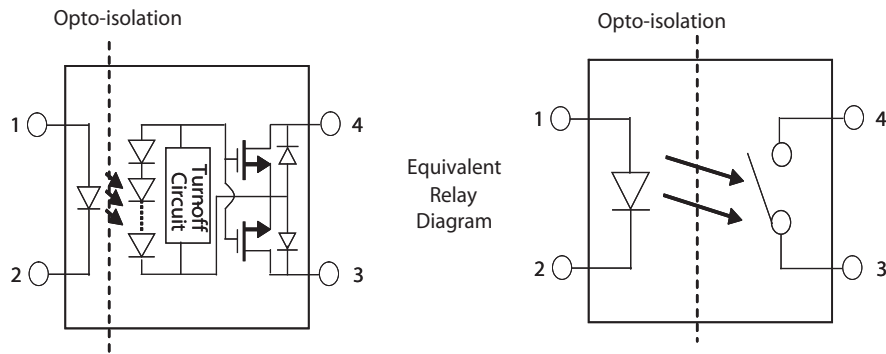 Opto-isolation
1
2
4
3
Turnoff
Circuit
Equivalent
Relay
Diagram
Opto-isolation
1
2
4
3